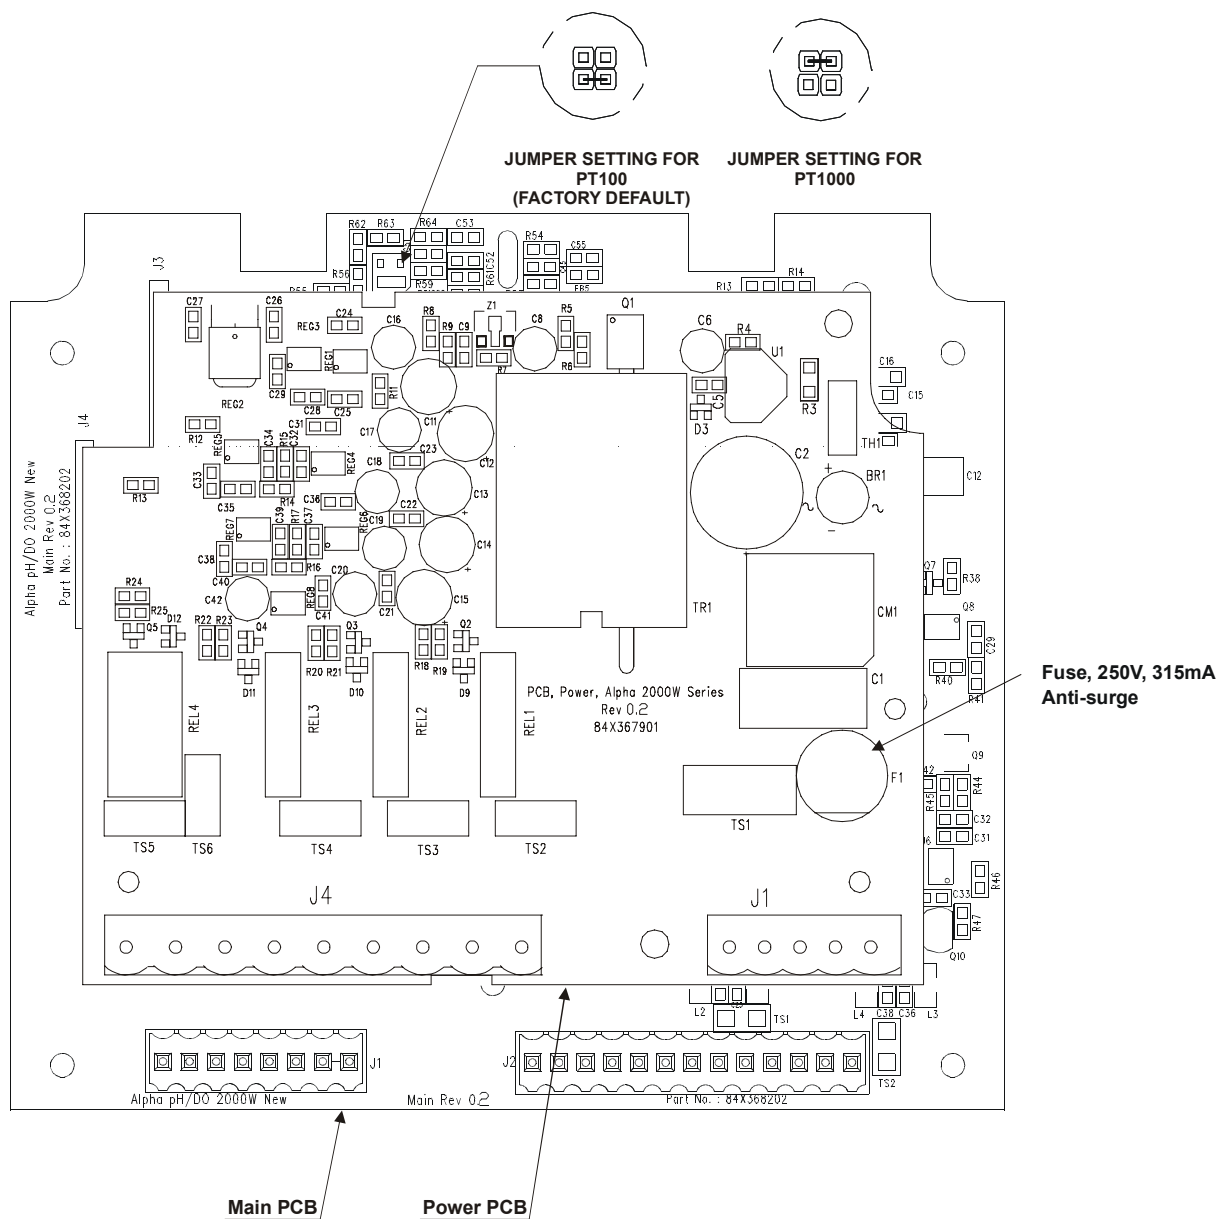 JUMPER SETTING FOR
PT100
(FACTORY DEFAULT)
JUMPER SETTING FOR
PT1000
R62
R63
R64
C53
R54
C55
R56
R59
R61
C52
R13
R14
J3
C27
C26
REG3
C24
C16
R8
R9
C9
Z1
C8
R5
Q1
C6
R4
U1
REG1
R7
R6
C29
REG2
C28
C25
R11
C11
C5
D3
R3
C16
C15
J4
R12
REG5
C34
R15
C32
C31
C17
C12
C23
C18
REG4
TH1
C2
BR1
C12
R13
C33
C35
R14
C36
C13
C22
C19
REG7
C39
R17
C37
REG6
C14
C38
C40
R16
C20
Q7
R38
C42
REG8
C41
C21
C15
TR1
CM1
Q8
C29
R24
R25
Q5
D12
R22
R23
Q4
Q3
Q2
D11
R20
R21
D10
R18
R19
D9
R40
R41
Alpha pH/DO 2000W New
Main Rev 0.2
Part No. : 84X368202
REL4
REL3
REL2
REL1
PCB, Power, Alpha 2000W Series
Rev 0.2
84X367901
C1
Fuse, 250V, 315mA
Anti-surge
F1
Q9
42
R45
R44
C32
C31
TS5
TS6
TS4
TS3
TS2
TS1
R46
C33
R47
Q10
J4
J1
L2
TS1
L4
C38
C36
L3
TS2
J1
J2
Alpha pH/DO 2000W New
Main Rev 0.2
Part No. : 84X368202
Main PCB
Power PCB